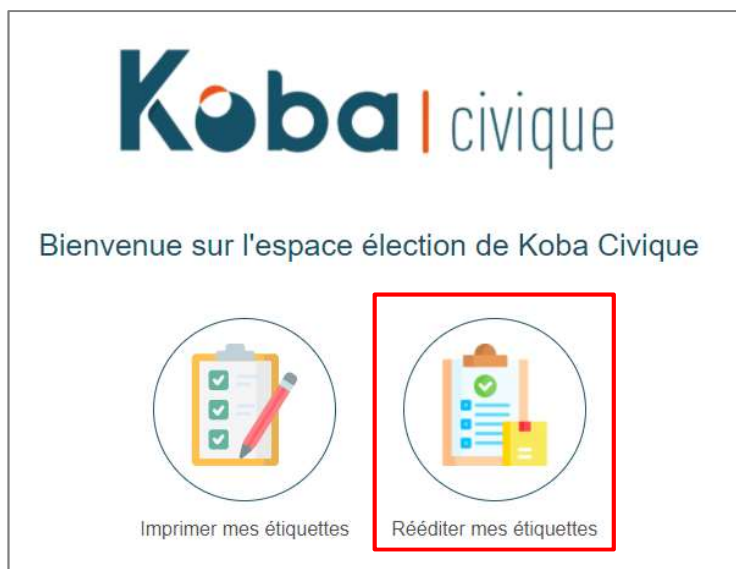 Koba | civique
Bienvenue sur l'espace élection de Koba Civique
Imprimer mes étiquettes
Rééditer mes étiquettes